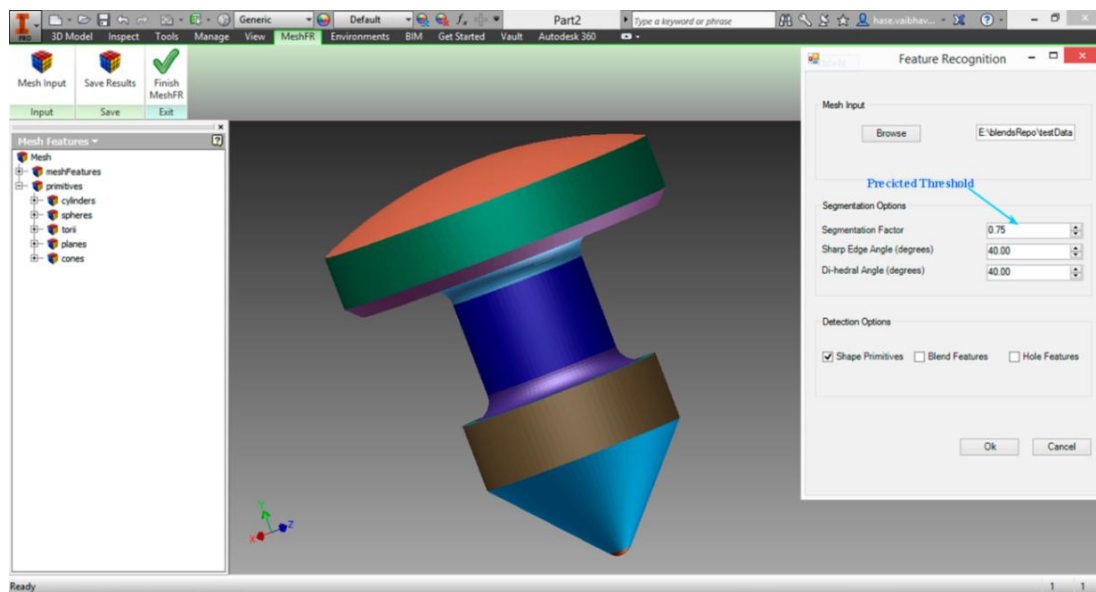 Generic
Default
Part2
Type a keyword or phrase
hase.vaibhav...
PRO
3D Model Inspect Tools Manage View MeshFR Environments BIM Get Started Vault Autodesk 360
Mesh Input
Save Results
Finish
MeshFR
Input Save Exit
Mesh Features
Mesh
meshFeatures
primitives
cylinders
spheres
torii
planes
cones
Feature Recognition
Mesh Input
Browse
E:\blendsRepo\testData
Precicted Threshold
Segmentation Options
Segmentation Factor 0.75
Sharp Edge Angle (degrees) 40.00
Di-hedral Angle (degrees) 40.00
Detection Options
Shape Primitives Blend Features Hole Features
Ok Cancel
Y
Z
X
Ready
1 1